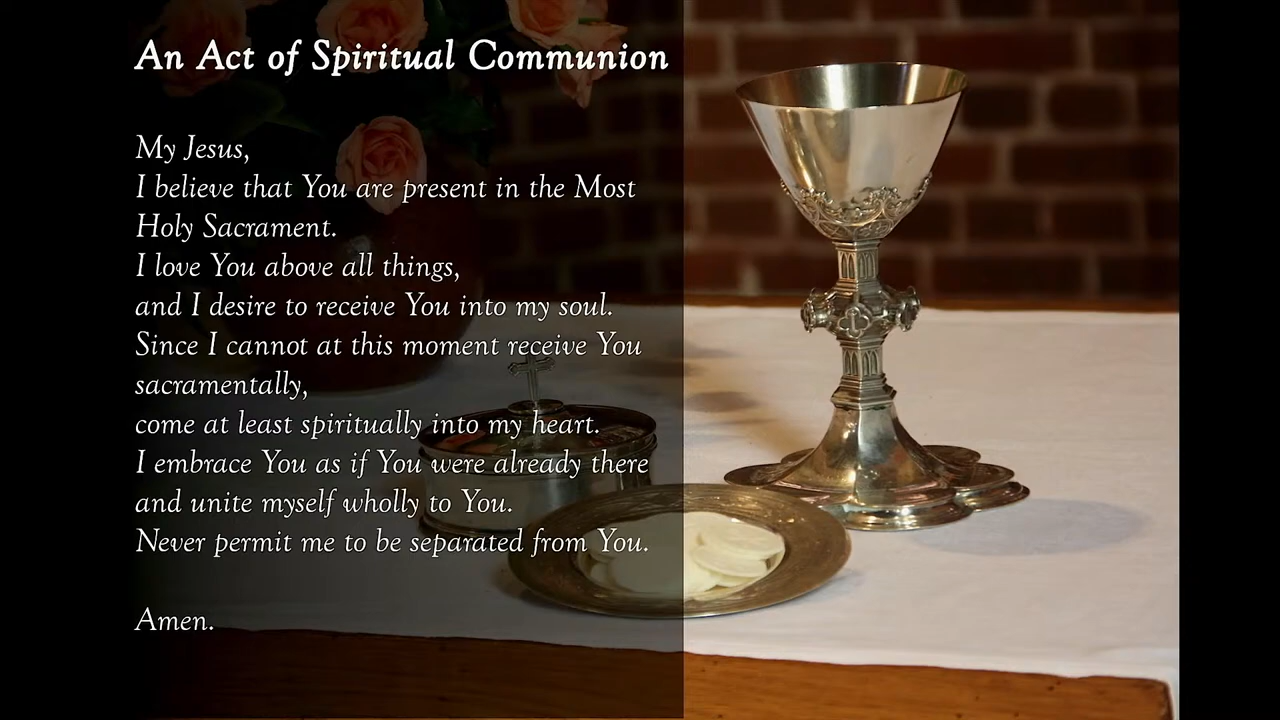 An Act of Spiritual Communion
My Jesus,
I believe that You are present in the Most
Holy Sacrament.
I love You above all things,
and I desire to receive You into my soul.
Since I cannot at this moment receive You
sacramentally,
come at least spiritually into my heart.
I embrace You as if You were already there
and unite myself wholly to You.
Never permit me to be separated from You.
Amen.